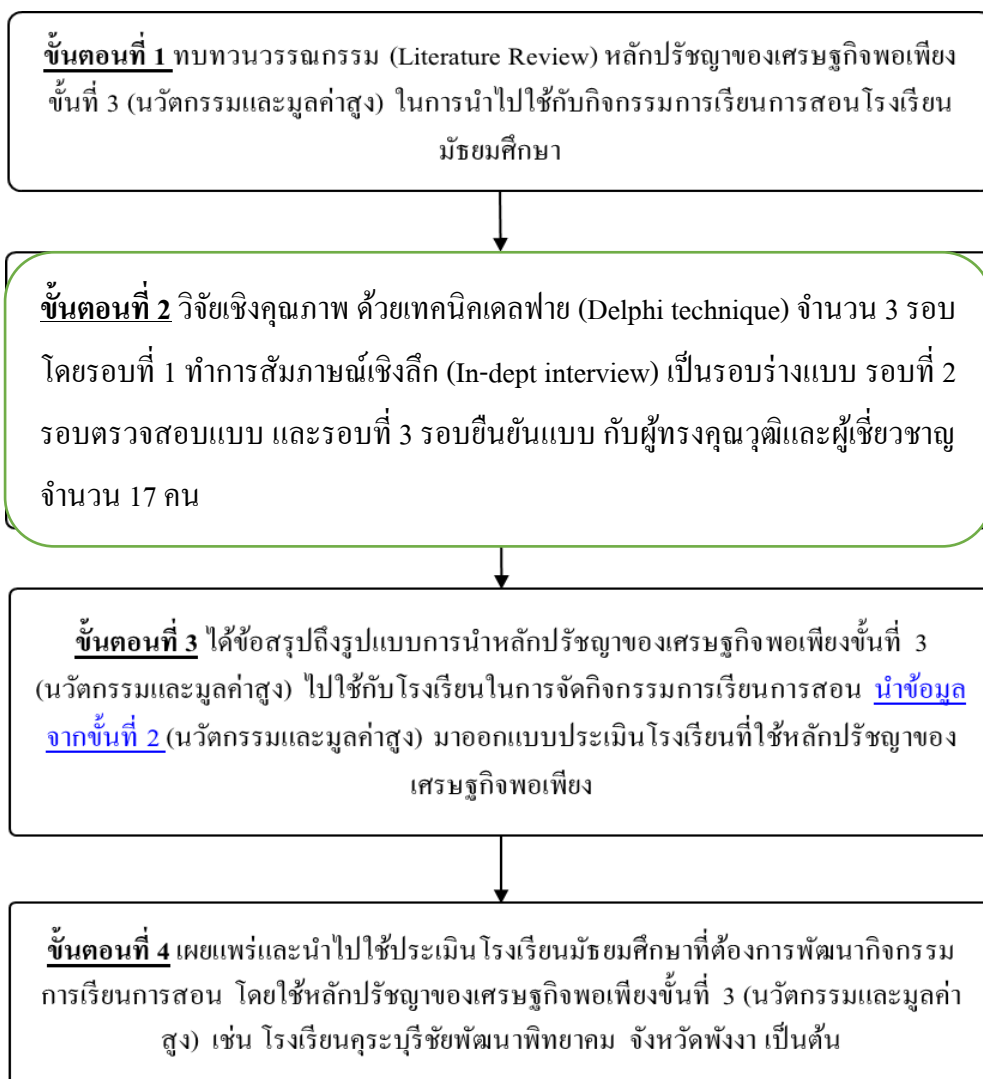 ขั้นตอนที่ 1 ทบทวนวรรณกรรม (Literature Review) หลักปรัชญาของเศรษฐกิจพอเพียง
ขั้นที่ 3 (นวัตกรรมและมูลค่าสูง) ในการนำไปใช้กับกิจกรรมการเรียนการสอนโรงเรียน
มัธยมศึกษา
ขั้นตอนที่ 2 วิจัยเชิงคุณภาพ ด้วยเทคนิคเดลฟาย (Delphi technique) จำนวน 3 รอบ
โดยรอบที่ 1 ทำการสัมภาษณ์เชิงลึก (In-dept interview) เป็นรอบร่างแบบ รอบที่ 2
รอบตรวจสอบแบบ และรอบที่ 3 รอบยืนยันแบบ กับผู้ทรงคุณวุฒิและผู้เชี่ยวชาญ
จำนวน 17 คน
ขั้นตอนที่ 3 ได้ข้อสรุปถึงรูปแบบการนำหลักปรัชญาของเศรษฐกิจพอเพียงขั้นที่ 3
(นวัตกรรมและมูลค่าสูง) ไปใช้กับโรงเรียนในการจัดกิจกรรมการเรียนการสอน นำข้อมูล
จากขั้นที่ 2 (นวัตกรรมและมูลค่าสูง) มาออกแบบประเมินโรงเรียนที่ใช้หลักปรัชญาของ
เศรษฐกิจพอเพียง
ขั้นตอนที่ 4 เผยแพร่และนำไปใช้ประเมินโรงเรียนมัธยมศึกษาที่ต้องการพัฒนากิจกรรม
การเรียนการสอน โดยใช้หลักปรัชญาของเศรษฐกิจพอเพียงขั้นที่ 3 (นวัตกรรมและมูลค่า
สูง) เช่น โรงเรียนคุระบุรีชัยพัฒนาพิทยาคม จังหวัดพังงา เป็นต้น